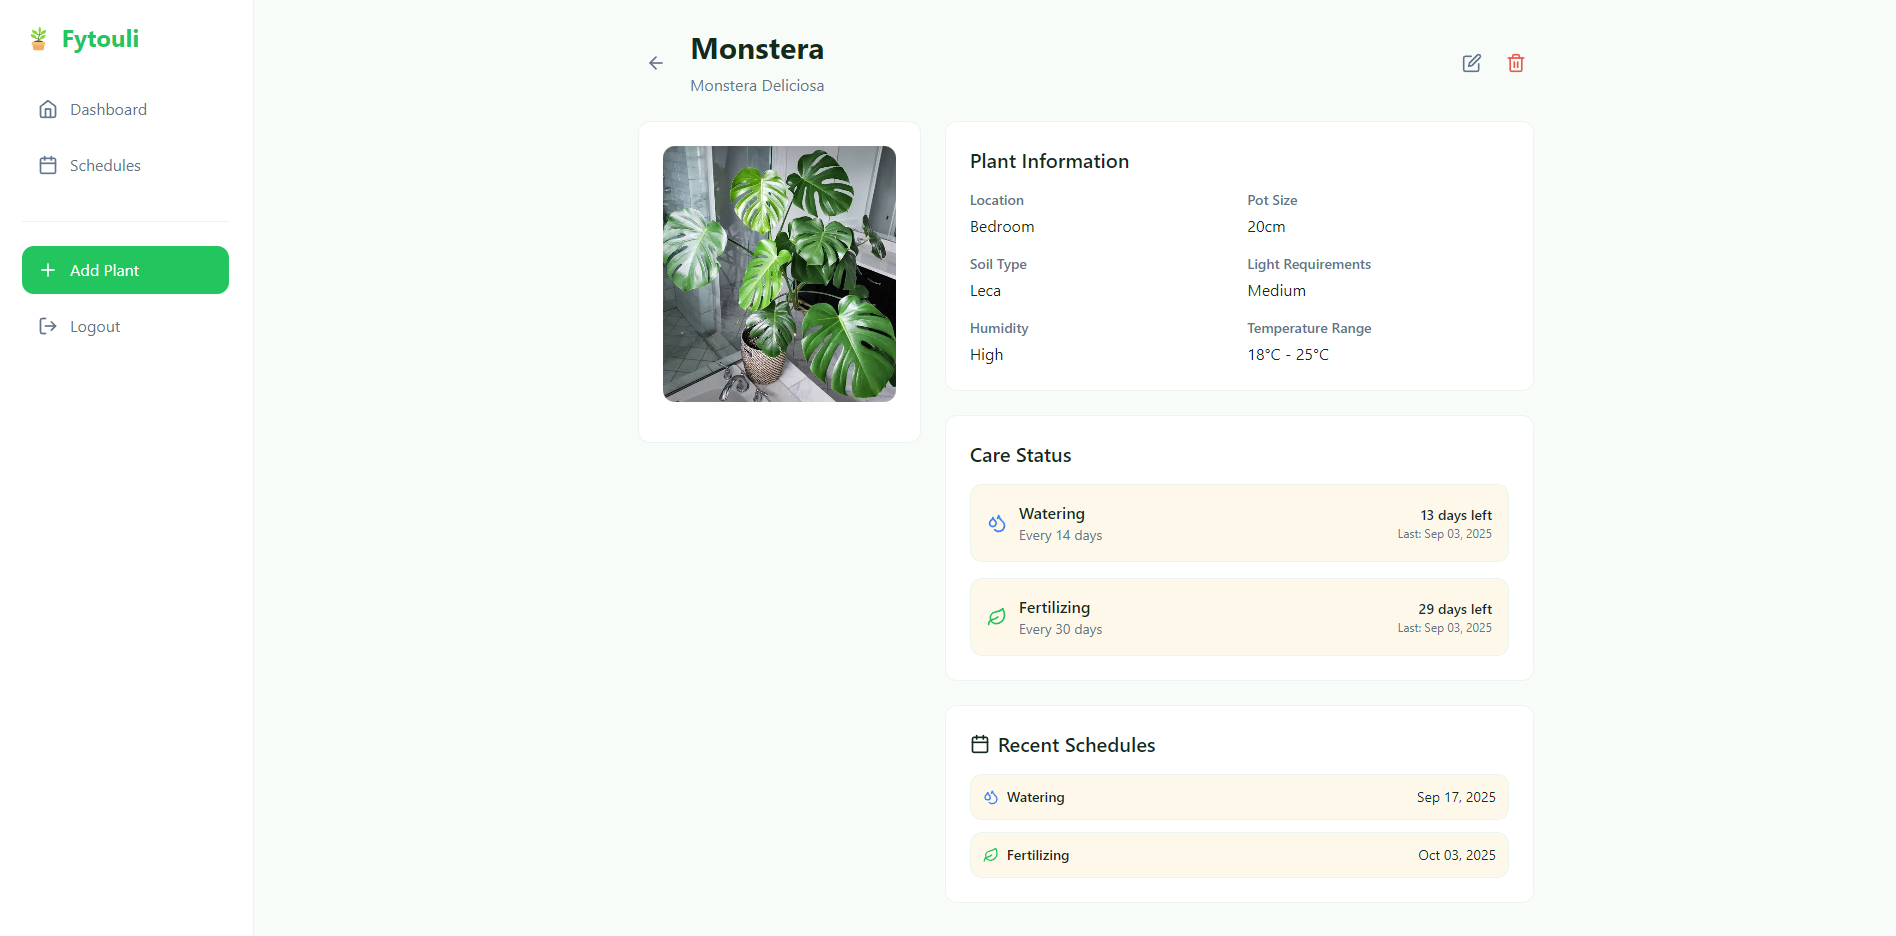 Fytouli
Dashboard
Schedules
Add Plant
Logout
Monstera
Monstera Deliciosa
Plant Information
Location
Bedroom
Pot Size
20cm
Soil Type
Leca
Light Requirements
Medium
Humidity
High
Temperature Range
18°C - 25°C
Care Status
Watering
Every 14 days
13 days left
Last: Sep 03, 2025
Fertilizing
Every 30 days
29 days left
Last: Sep 03, 2025
Recent Schedules
Watering
Sep 17, 2025
Fertilizing
Oct 03, 2025